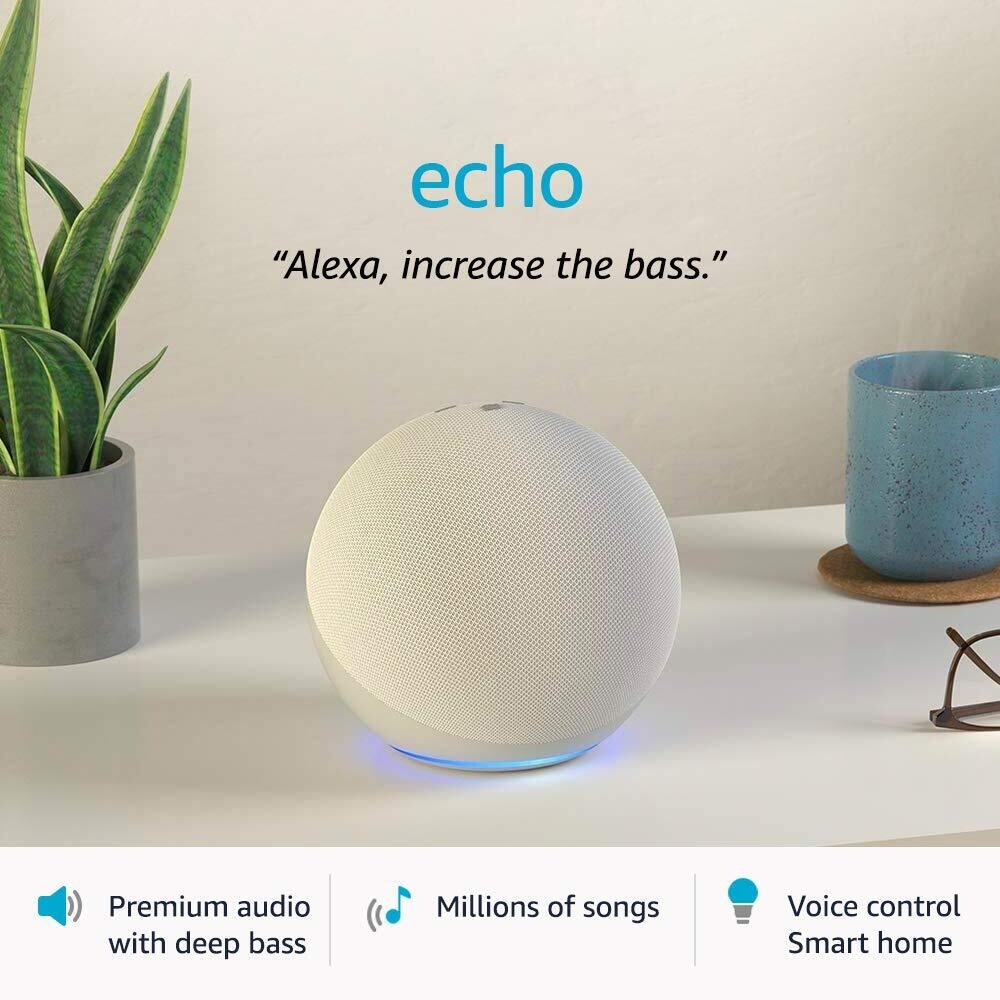 echo
“Alexa, increase the bass.”
Premium audio
with deep bass
Millions of songs
Voice control
Smart home